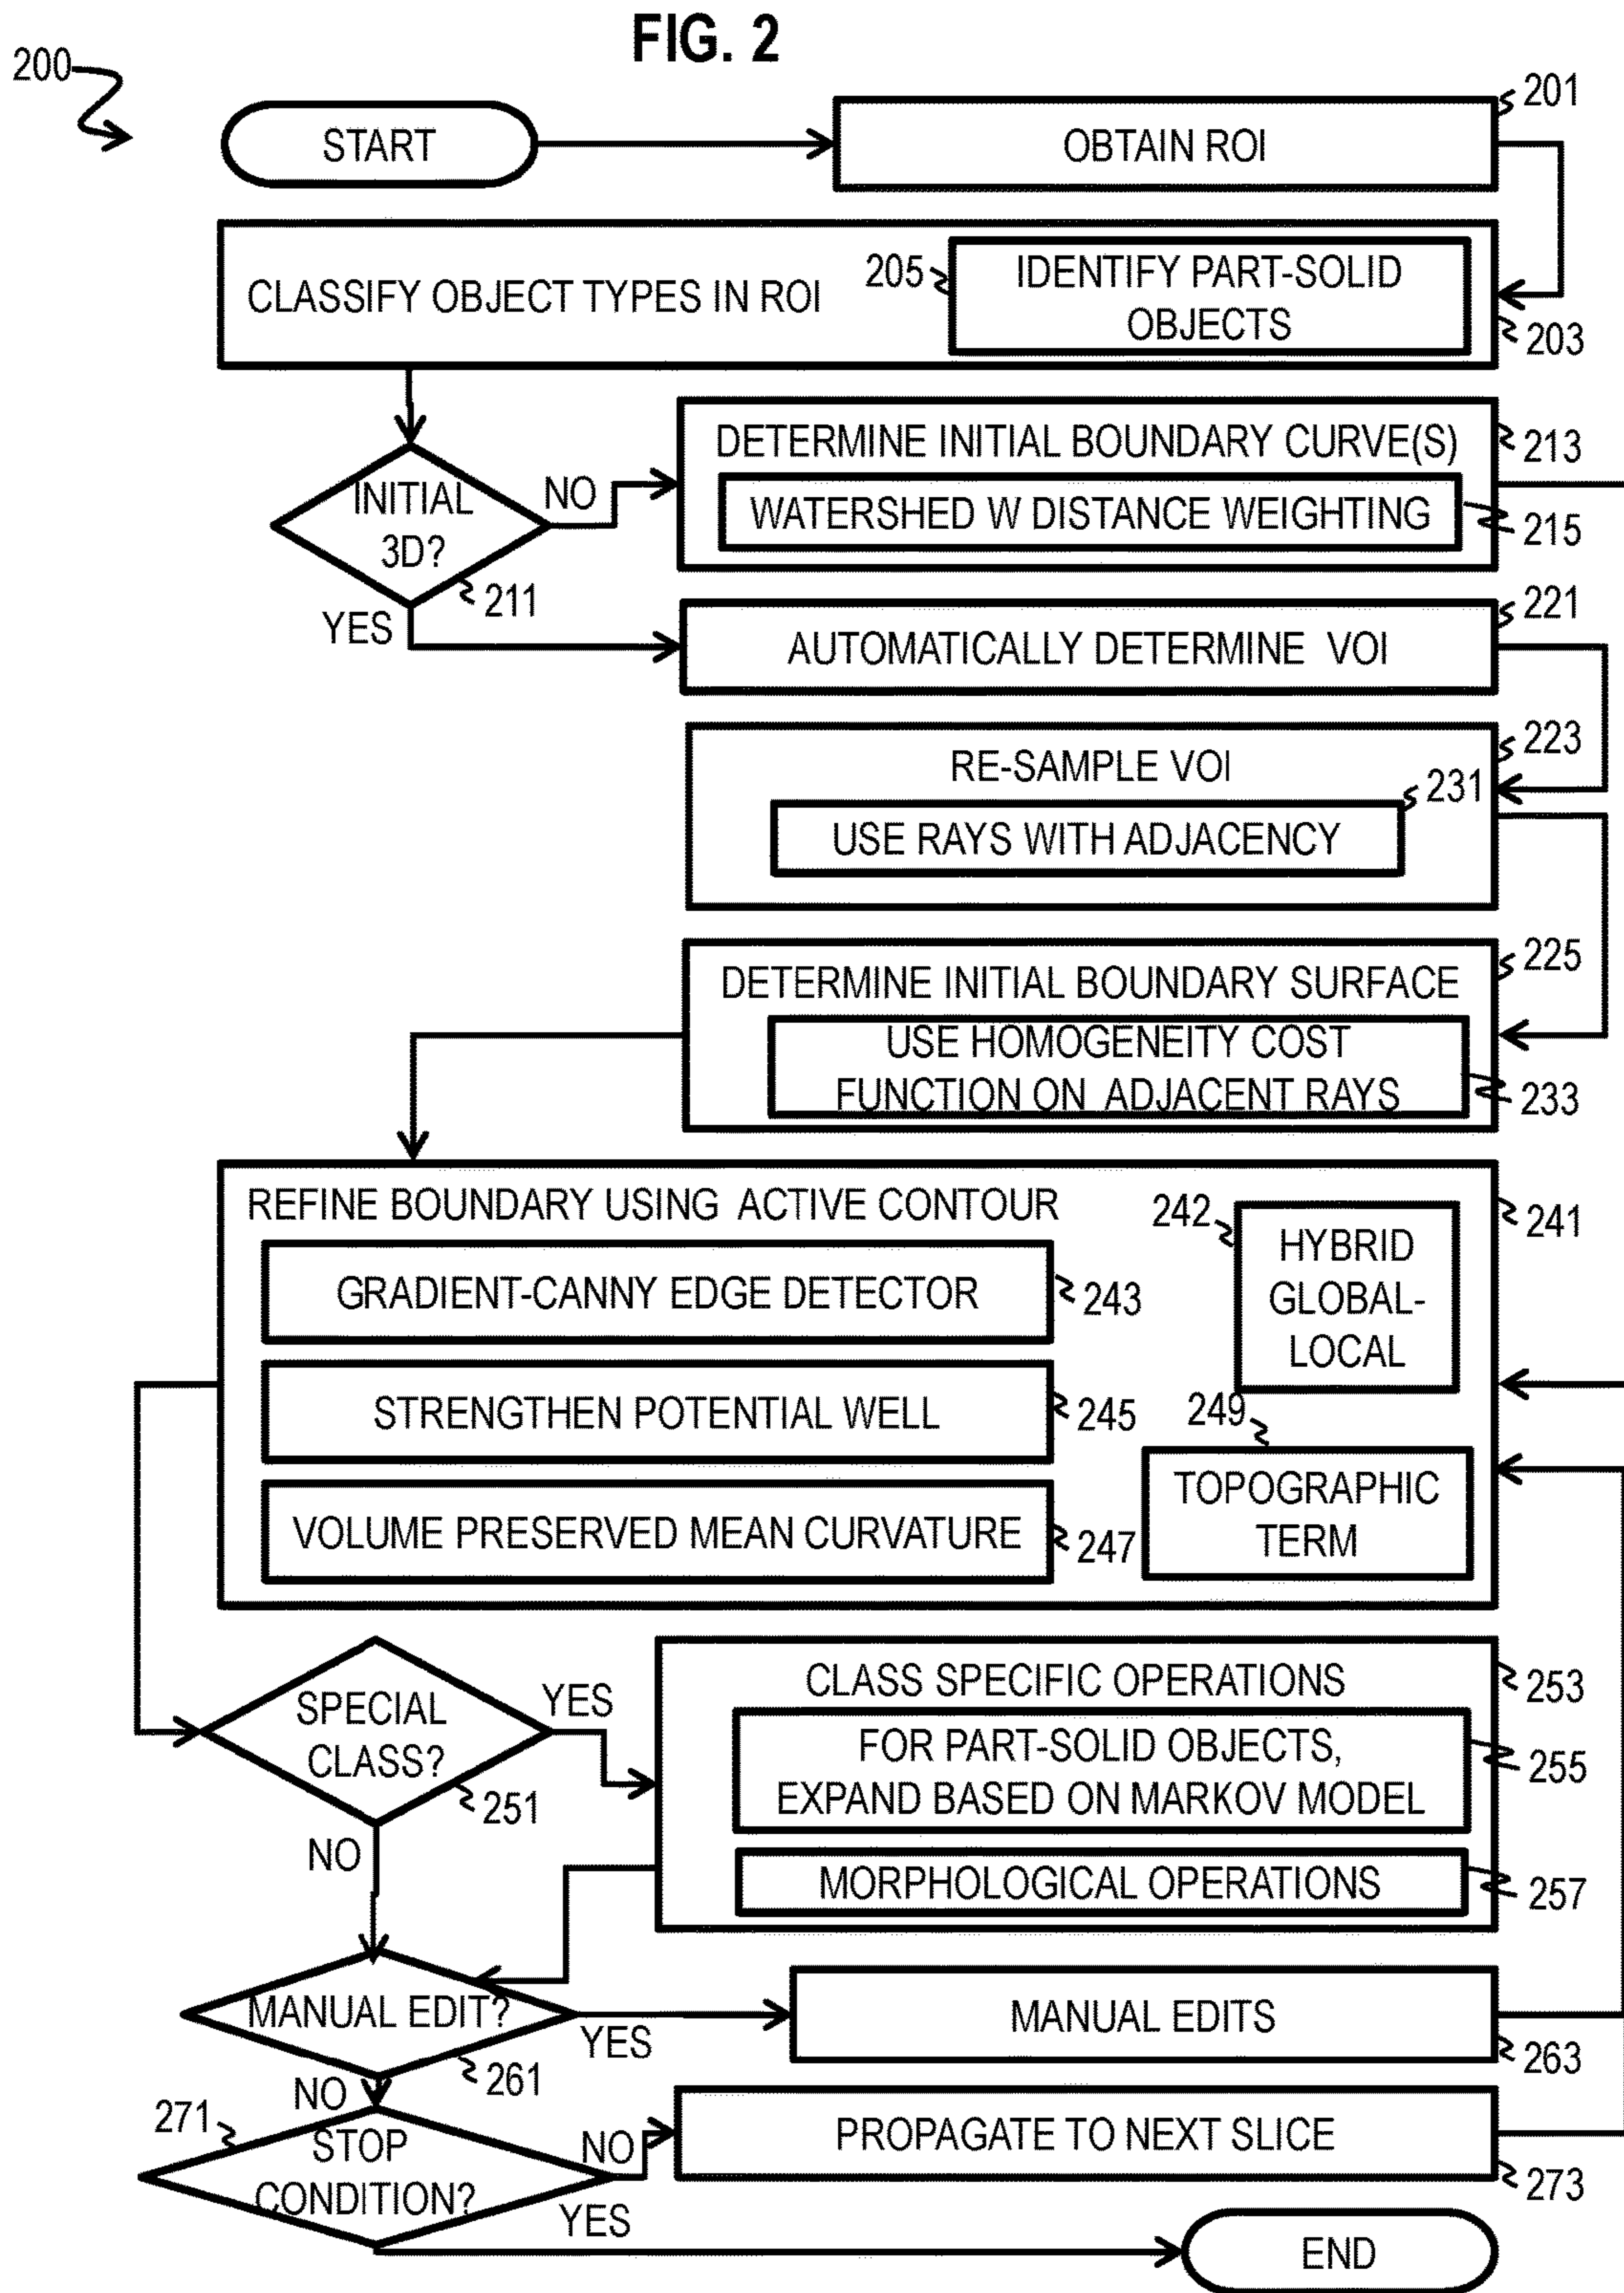 FIG. 2
200
START
201
OBTAIN ROI
CLASSIFY OBJECT TYPES IN ROI
205
IDENTIFY PART-SOLID
OBJECTS
203
INITIAL
3D?
NO
211
YES
DETERMINE INITIAL BOUNDARY CURVE(S)
213
WATERSHED W DISTANCE WEIGHTING
215
221
AUTOMATICALLY DETERMINE VOI
223
RE-SAMPLE VOI
231
USE RAYS WITH ADJACENCY
225
DETERMINE INITIAL BOUNDARY SURFACE
USE HOMOGENEITY COST
FUNCTION ON ADJACENT RAYS
233
REFINE BOUNDARY USING ACTIVE CONTOUR
241
242
HYBRID
GLOBAL-
LOCAL
GRADIENT-CANNY EDGE DETECTOR
243
STRENGTHEN POTENTIAL WELL
245
249
TOPOGRAPHIC
TERM
VOLUME PRESERVED MEAN CURVATURE
247
SPECIAL
CLASS?
YES
251
NO
CLASS SPECIFIC OPERATIONS
253
FOR PART-SOLID OBJECTS,
EXPAND BASED ON MARKOV MODEL
255
MORPHOLOGICAL OPERATIONS
257
MANUAL EDIT?
YES
261
NO
MANUAL EDITS
263
271
STOP
CONDITION?
NO
YES
PROPAGATE TO NEXT SLICE
273
END